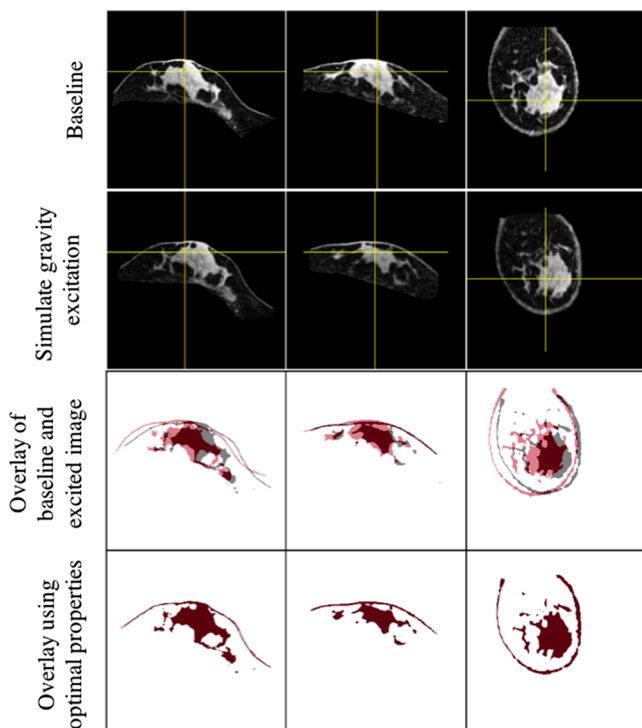 Baseline
Simulate gravity
excitation
Overlay of
baseline and
excited image
Overlay using
optimal properties